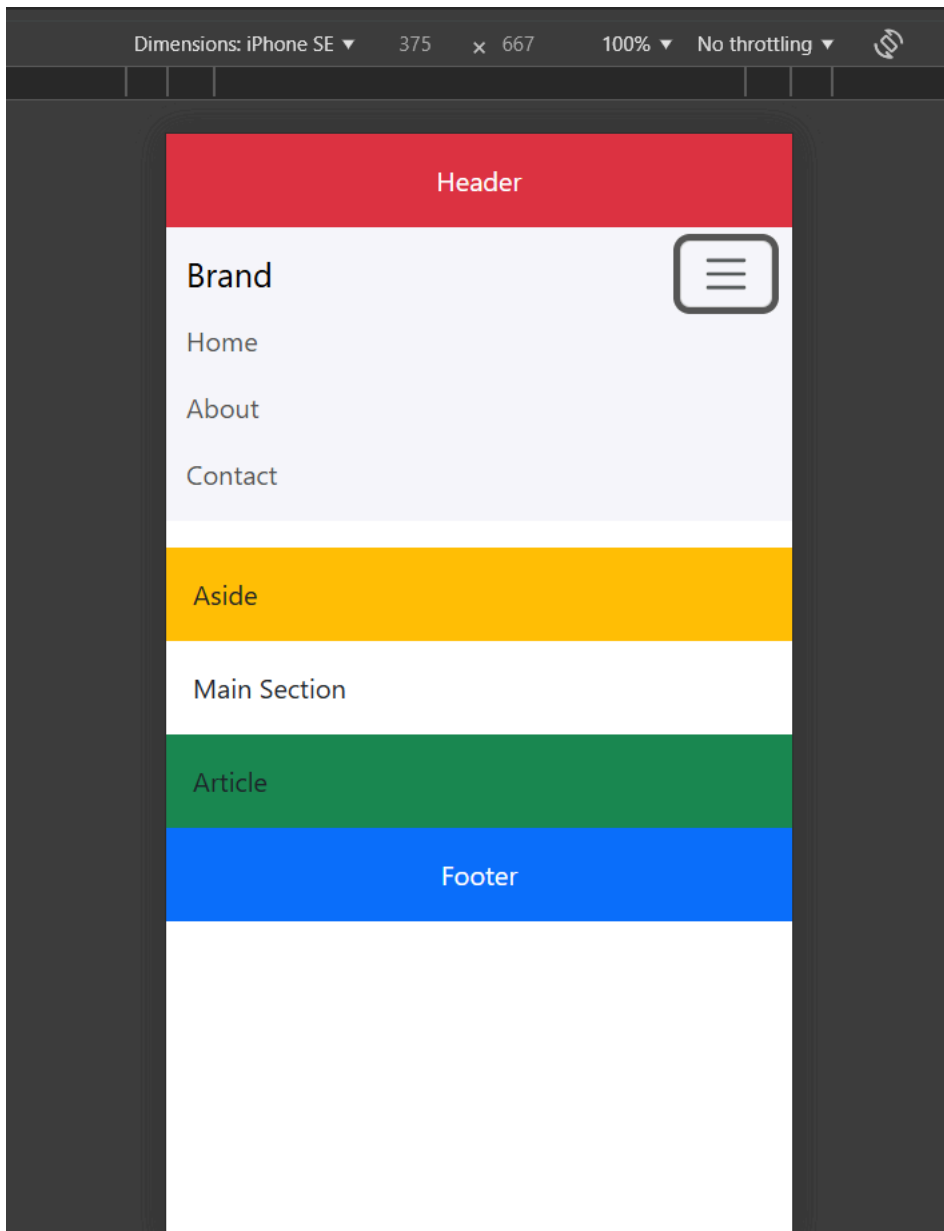 Dimensions: iPhone SE ▼ 375 × 667 100% ▼ No throttling ▼
Header
Brand
Home
About
Contact
Aside
Main Section
Article
Footer